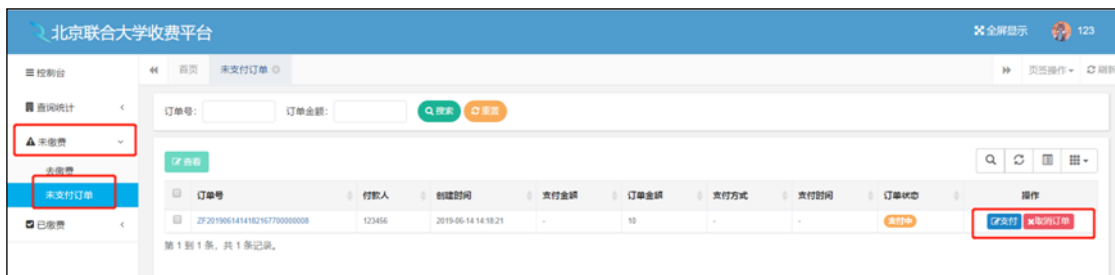 北京联合大学收费平台
全屏显示 123
控制台
首页 未支付订单
页签操作 刷新
查询统计
订单号: 订单金额: 搜索 重置
未缴费
去缴费
查看
未支付订单
订单号 付款人 创建时间 支付金额 订单金额 支付方式 支付时间 订单状态 操作
ZF20190614141821677000000008 123456 2019-06-14 14:18:21 - 10 - - 支付中 支付 取消订单
已缴费
第 1 到 1 条，共 1 条记录。